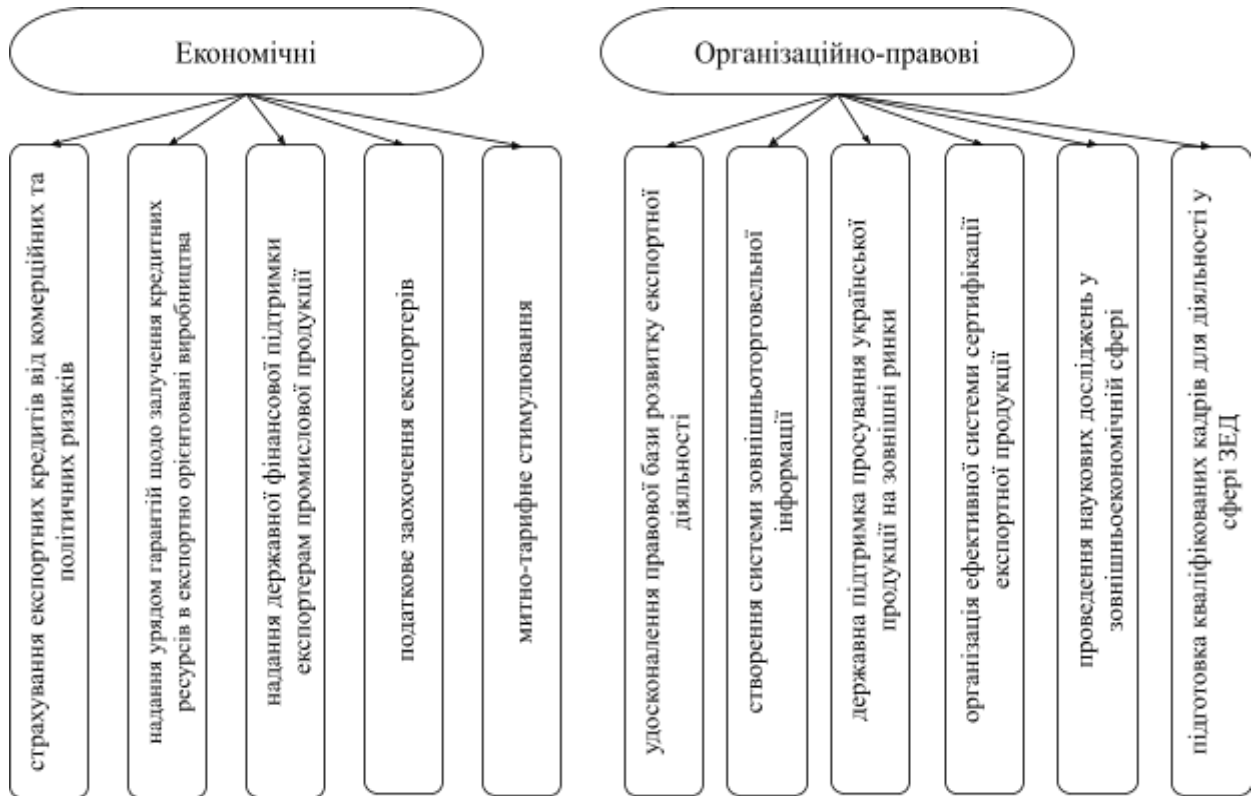 Економічні
Організаційно-правові
страхування експортних кредитів від комерційних та
політичних ризиків
надання урядом гарантій щодо залучення кредитних
ресурсів в експортно орієнтовані виробництва
надання державної фінансової підтримки
експортерам промислової продукції
податкове заохочення експортерів
митно-тарифне стимулювання
удосконалення правової бази розвитку експортної
діяльності
створення системи зовнішньоторговельної
інформації
державна підтримка просування української
продукції на зовнішні ринки
організація ефективної системи сертифікації
експортної продукції
проведення наукових досліджень у
зовнішньоекономічній сфері
підготовка кваліфікованих кадрів для діяльності у
сфері ЗЕД